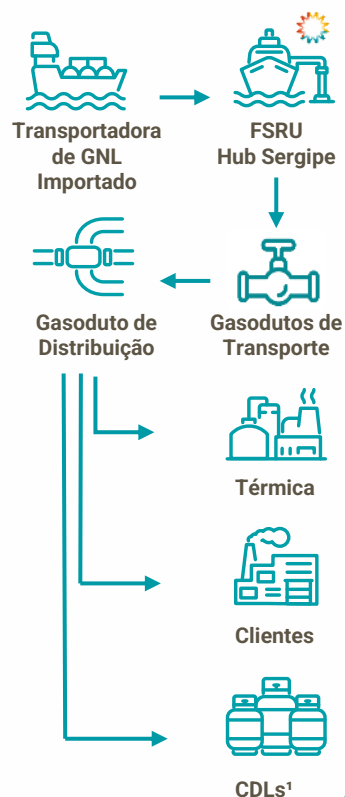 Transportadora
de GNL
Importado
FSRU
Hub Sergipe
Gasoduto de
Distribuição
Gasodutos de
Transporte
Térmica
Clientes
CDLs¹